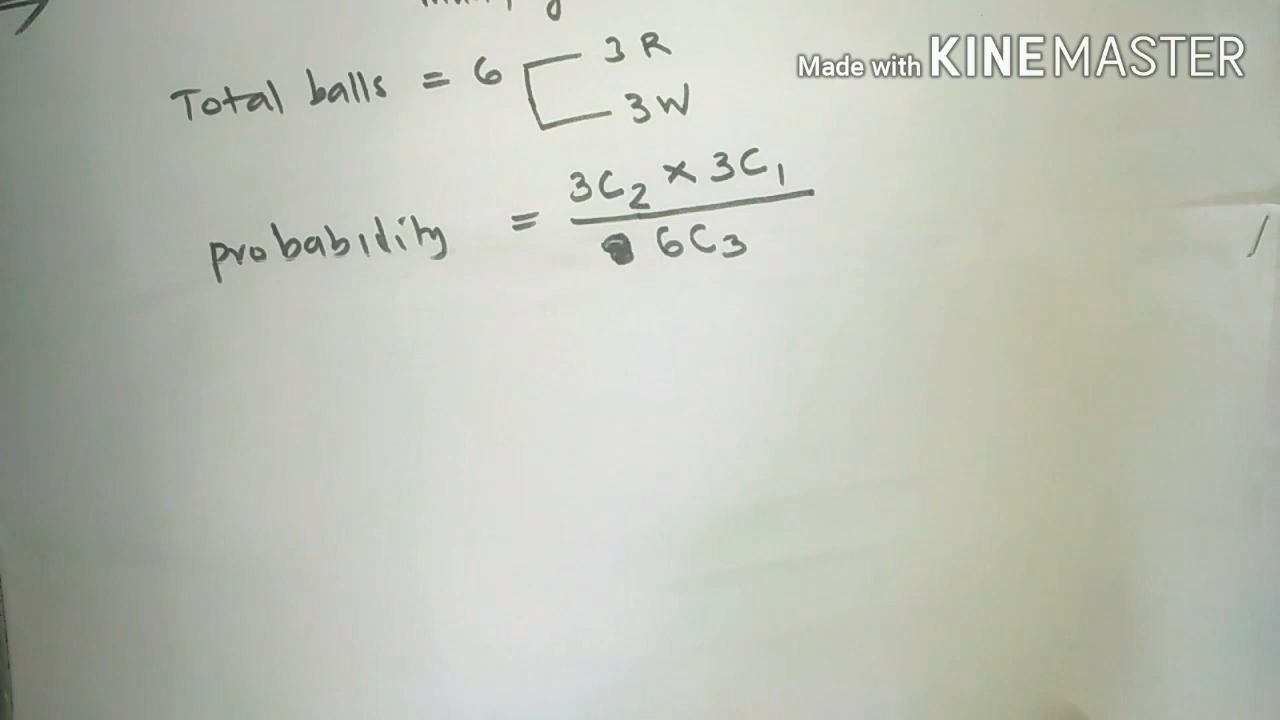 Made with KINEMASTER
3 R
Total balls = 6
3 W
3C2 × 3C1
probability =
6C3